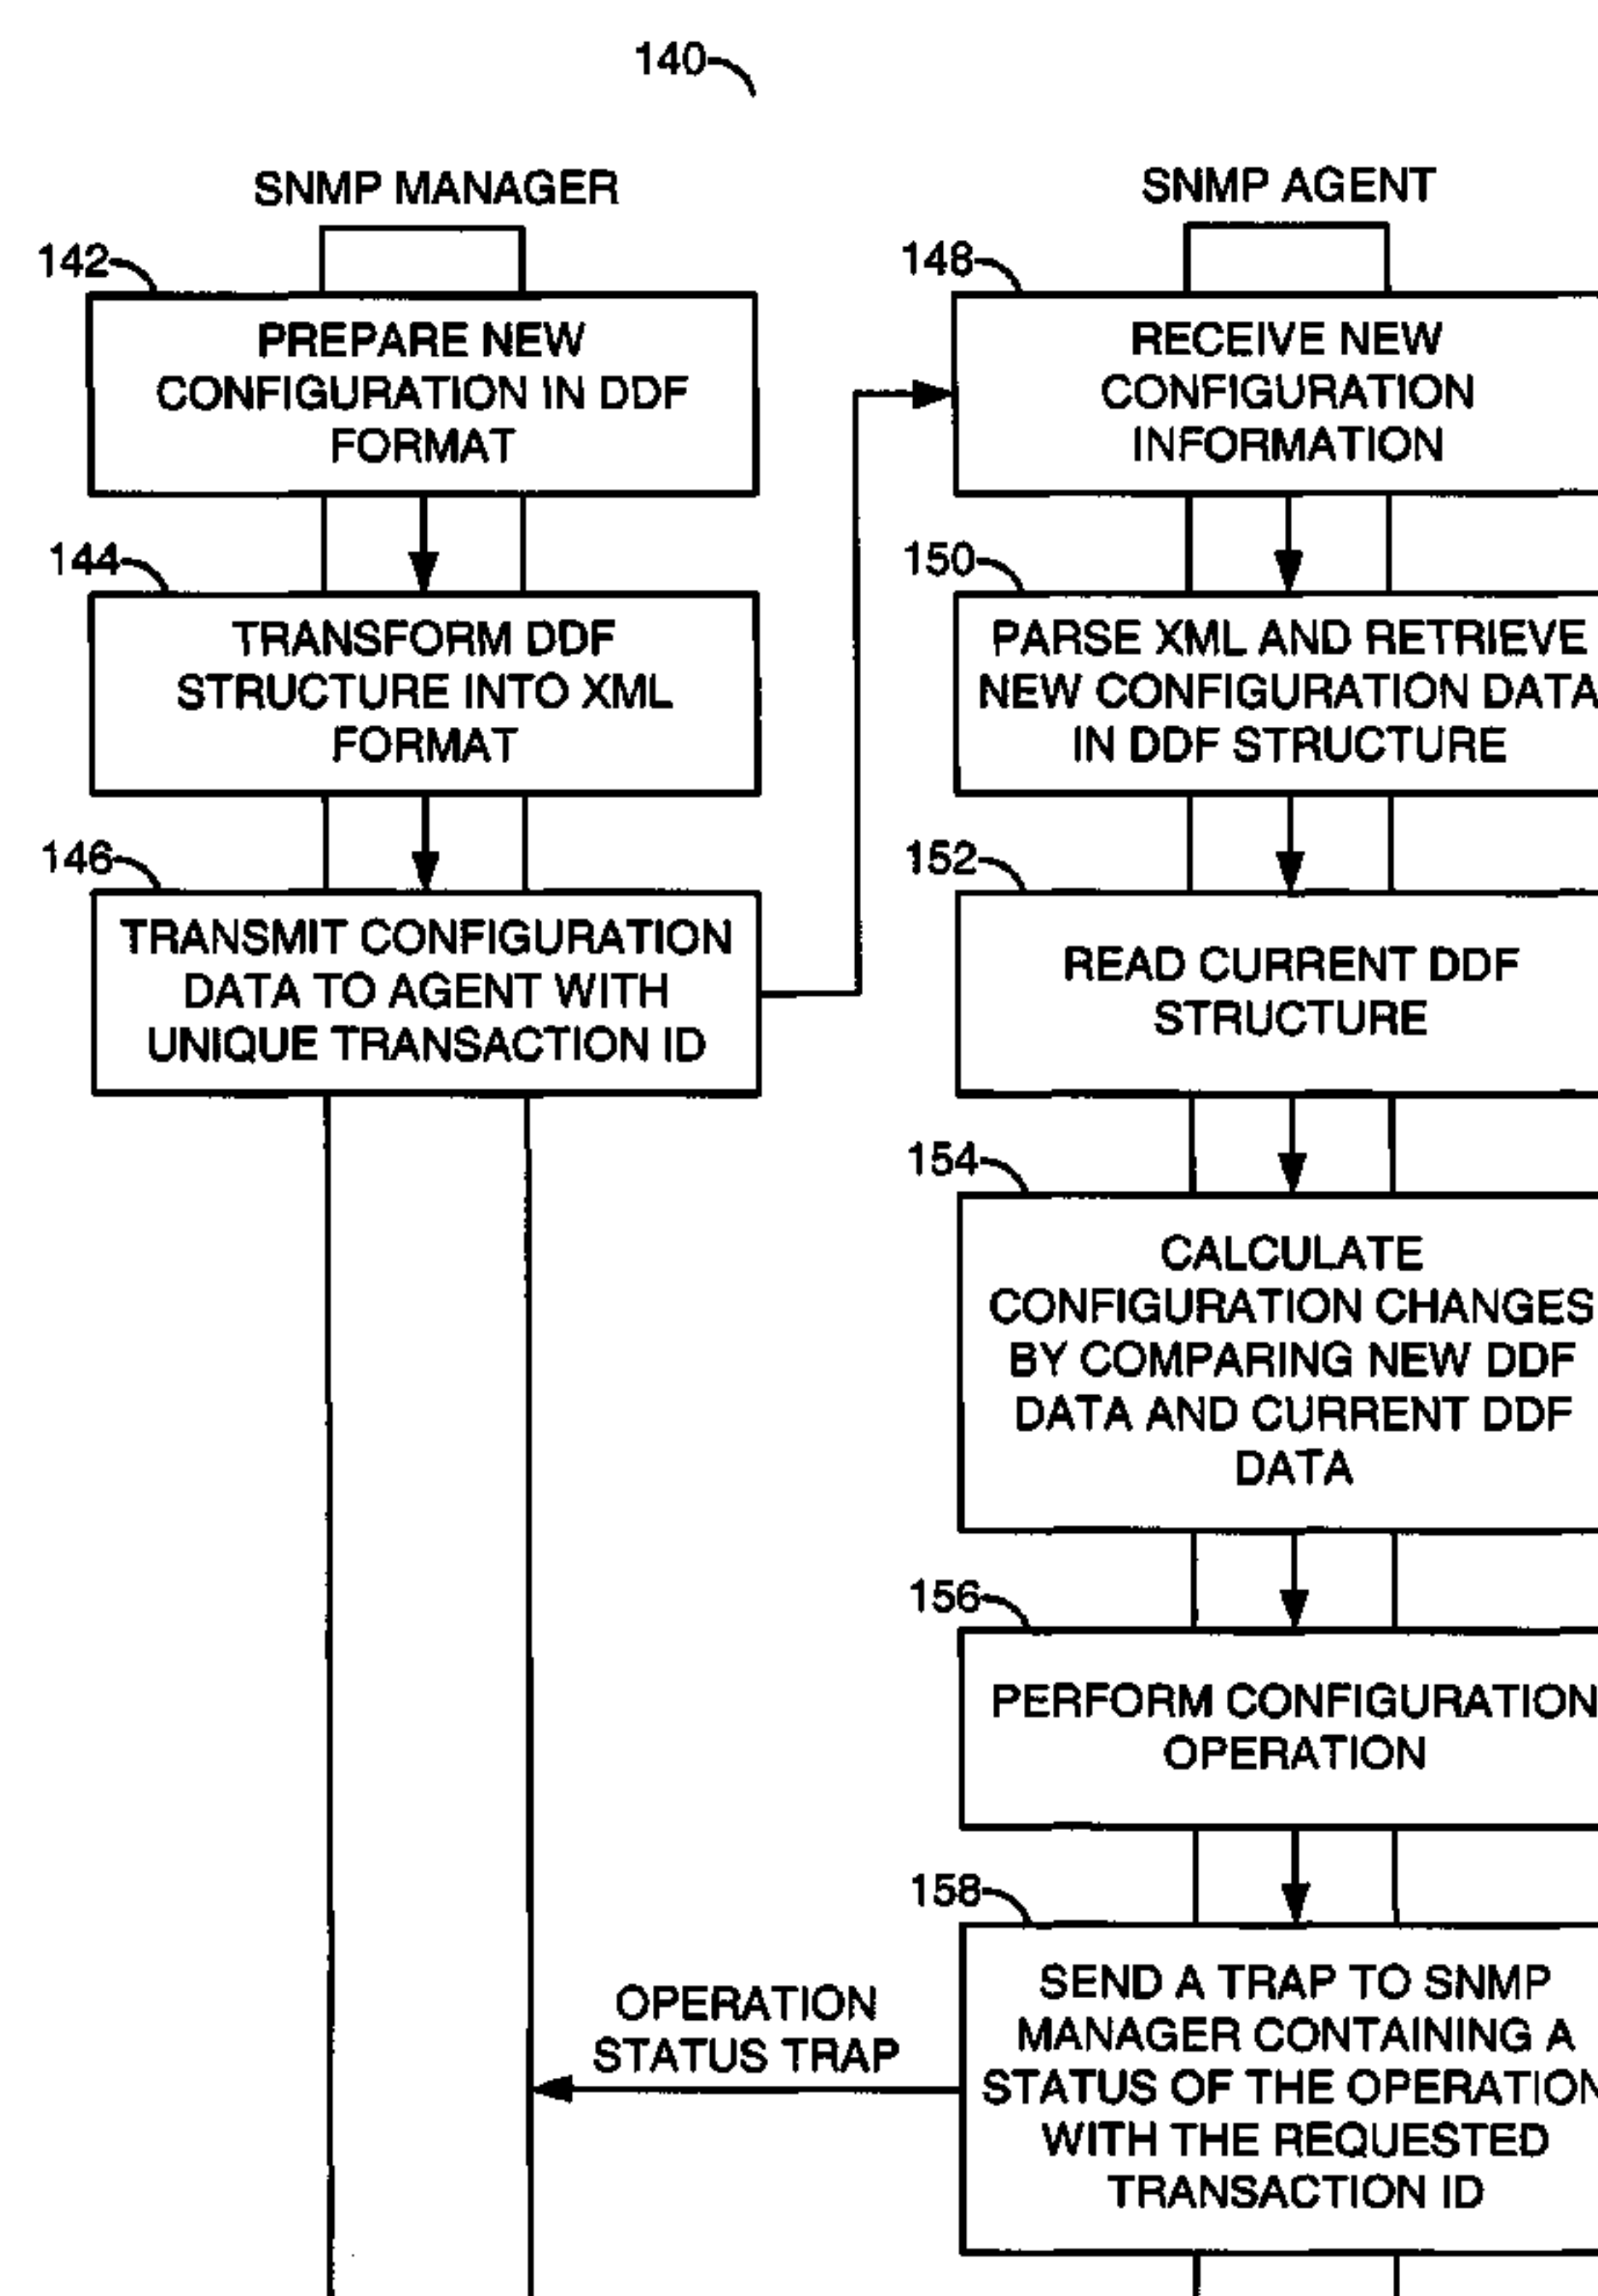 140
SNMP MANAGER
142
PREPARE NEW
CONFIGURATION IN DDF
FORMAT
144
TRANSFORM DDF
STRUCTURE INTO XML
FORMAT
146
TRANSMIT CONFIGURATION
DATA TO AGENT WITH
UNIQUE TRANSACTION ID
SNMP AGENT
148
RECEIVE NEW
CONFIGURATION
INFORMATION
150
PARSE XML AND RETRIEVE
NEW CONFIGURATION DATA
IN DDF STRUCTURE
152
READ CURRENT DDF
STRUCTURE
154
CALCULATE
CONFIGURATION CHANGES
BY COMPARING NEW DDF
DATA AND CURRENT DDF
DATA
156
PERFORM CONFIGURATION
OPERATION
158
SEND A TRAP TO SNMP
MANAGER CONTAINING A
STATUS OF THE OPERATION
WITH THE REQUESTED
TRANSACTION ID
OPERATION
STATUS TRAP